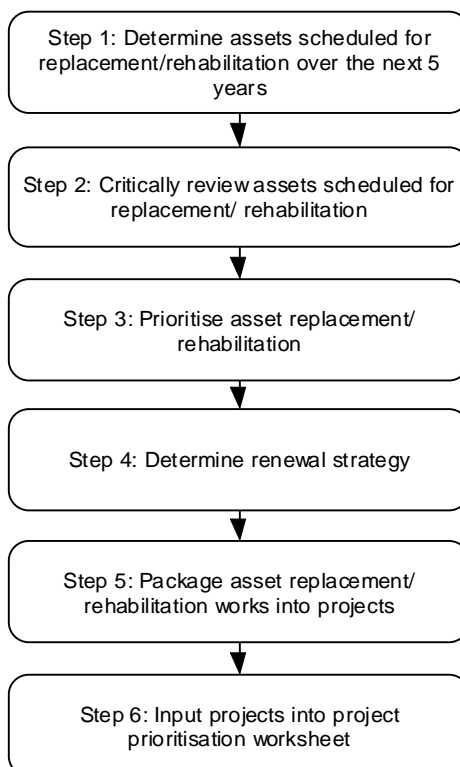 Step 1: Determine assets scheduled for
replacement/rehabilitation over the next 5
years
Step 2: Critically review assets scheduled for
replacement/ rehabilitation
Step 3: Prioritise asset replacement/
rehabilitation
Step 4: Determine renewal strategy
Step 5: Package asset replacement/
rehabilitation works into projects
Step 6: Input projects into project
prioritisation worksheet